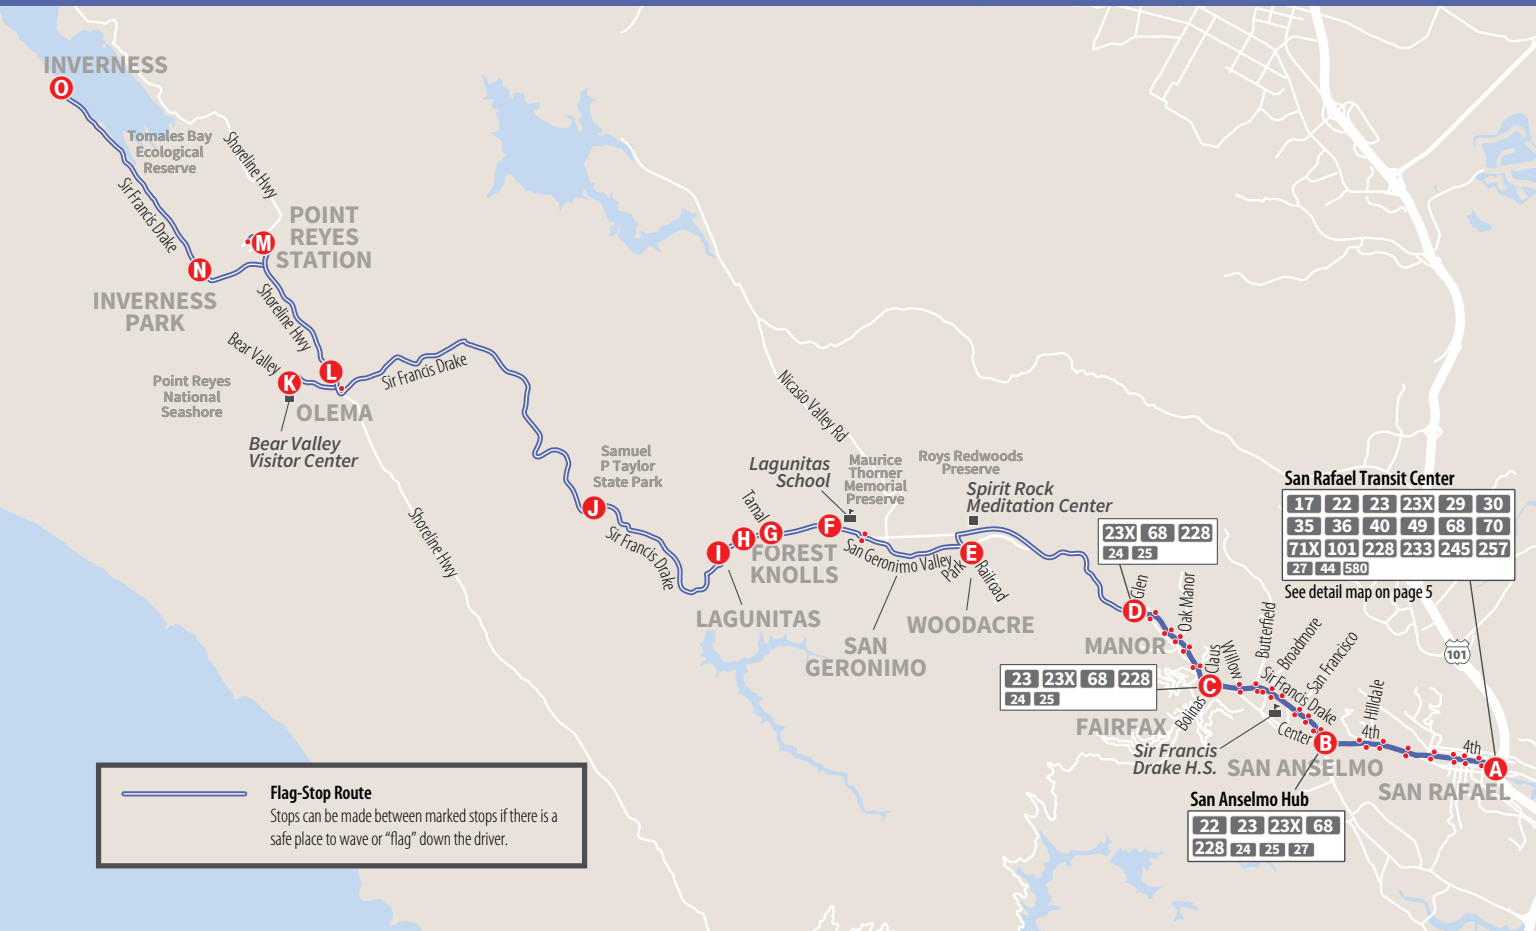 INVERNESS
O
Tomales Bay
Ecological
Reserve
Shoreline Hwy
Sir Francis Drake
POINT
REYES
STATION
M
N
INVERNESS
PARK
Shoreline Hwy
Bear Valley
L
K
Sir Francis Drake
Point Reyes
National
Seashore
OLEMA
Bear Valley
Visitor Center
Shoreline Hwy
Samuel
P Taylor
State Park
J
Sir Francis Drake
Nicasio Valley Rd
Lagunitas
School
Maurice
Thorner
Memorial
Preserve
Roys Redwoods
Preserve
Spirit Rock
Meditation Center
Tamal
I
H
G
F
FOREST
KNOLLS
San Geronimo Valley
E
Park
Railroad
LAGUNITAS
SAN
GERONIMO
WOODACRE
23X 68 228
24 25
D
Glen
Oak Manor
MANOR
23 23X 68 228
24 25
C
Claus
Willow
Butterfield
Broadmore
San Francisco
Sir Francis Drake
Bolinas
FAIRFAX
Sir Francis
Drake H.S.
Center
B
SAN ANSELMO
Hilldale
4th
4th
A
SAN RAFAEL
San Rafael Transit Center
17 22 23 23X 29 30
35 36 40 49 68 70
71X 101 228 233 245 257
27 44 580
See detail map on page 5
101
San Anselmo Hub
22 23 23X 68
228 24 25 27
Flag-Stop Route
Stops can be made between marked stops if there is a
safe place to wave or “flag” down the driver.